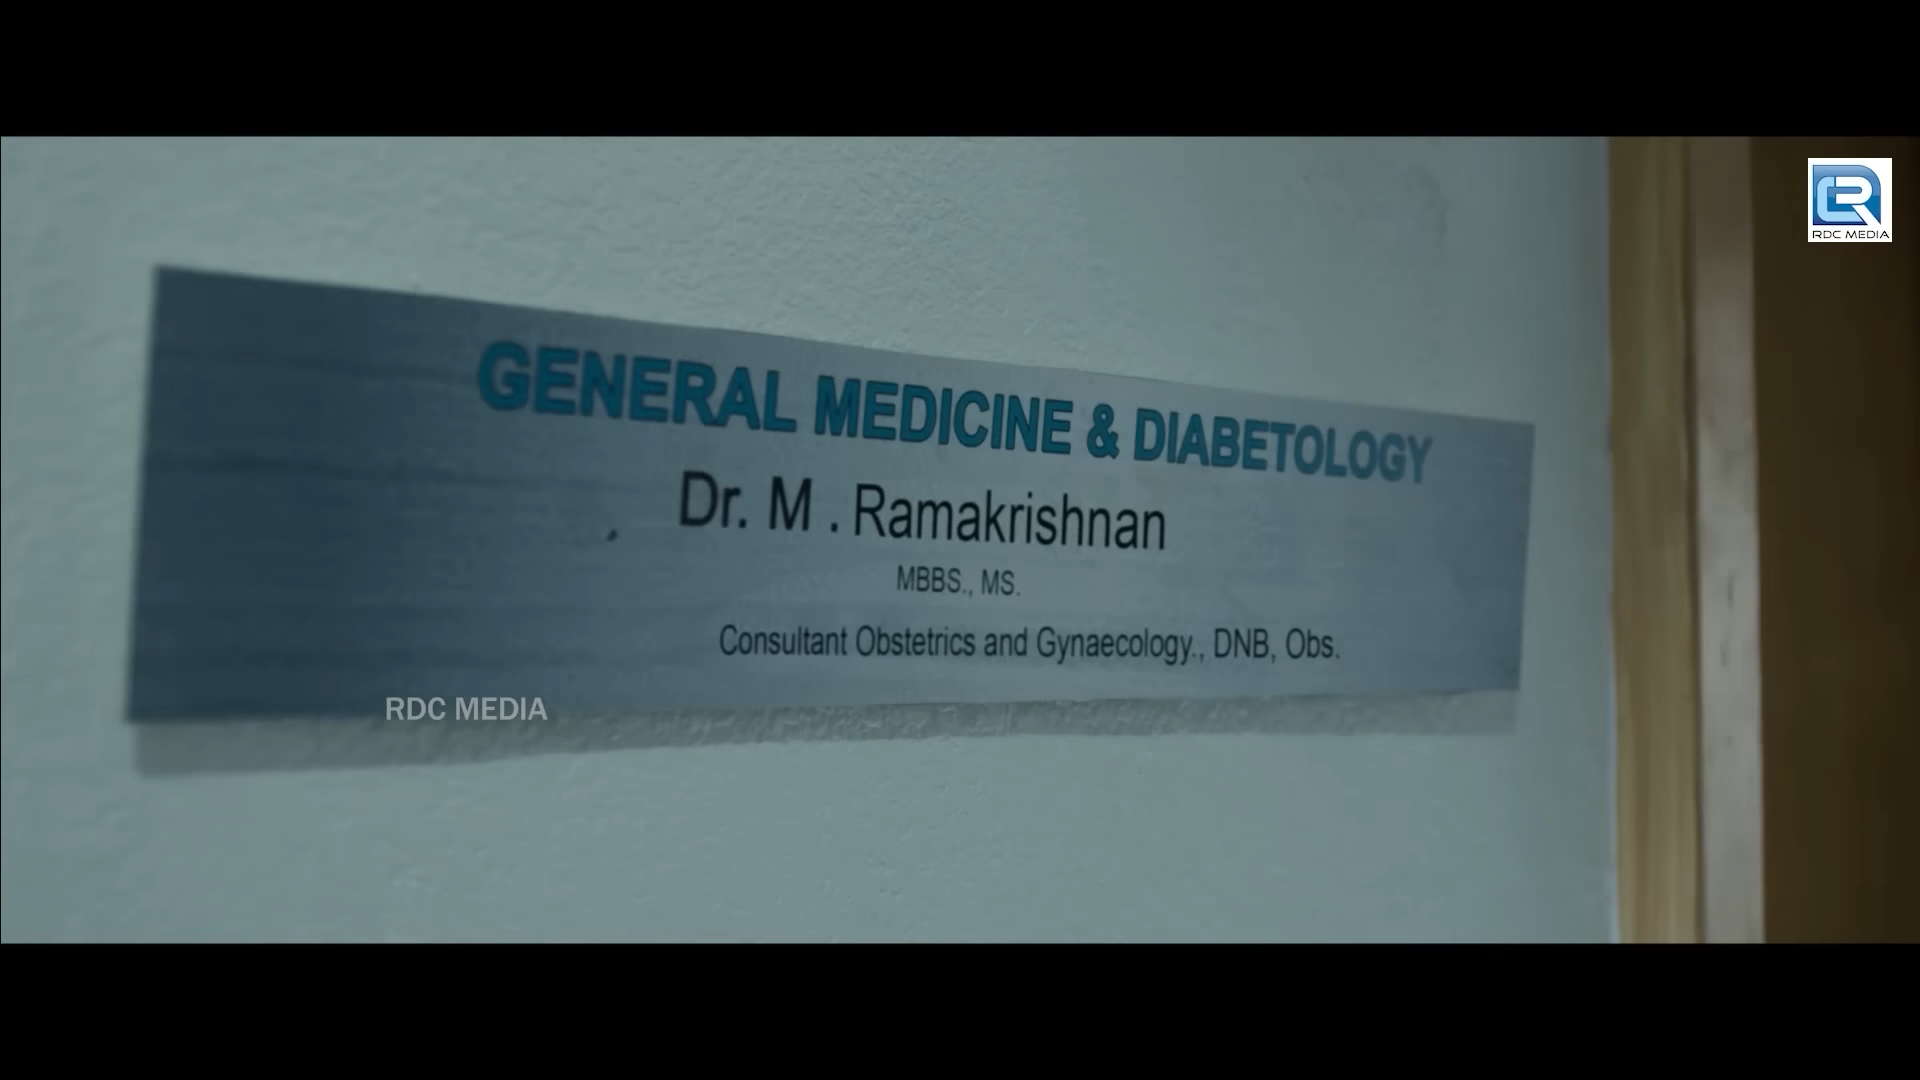 RDC MEDIA
GENERAL MEDICINE & DIABETOLOGY
Dr. M . Ramakrishnan
MBBS., MS.
Consultant Obstetrics and Gynaecology., DNB, Obs.
RDC MEDIA